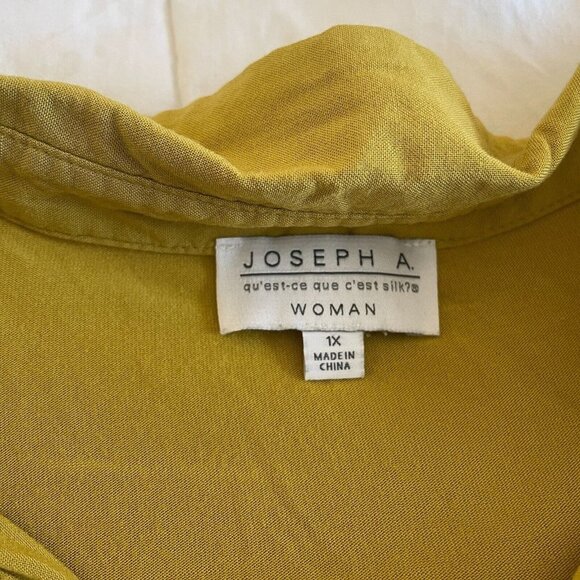 JOSEPH A.
qu'est-ce que c'est silk?®
WOMAN
1X
MADE IN
CHINA